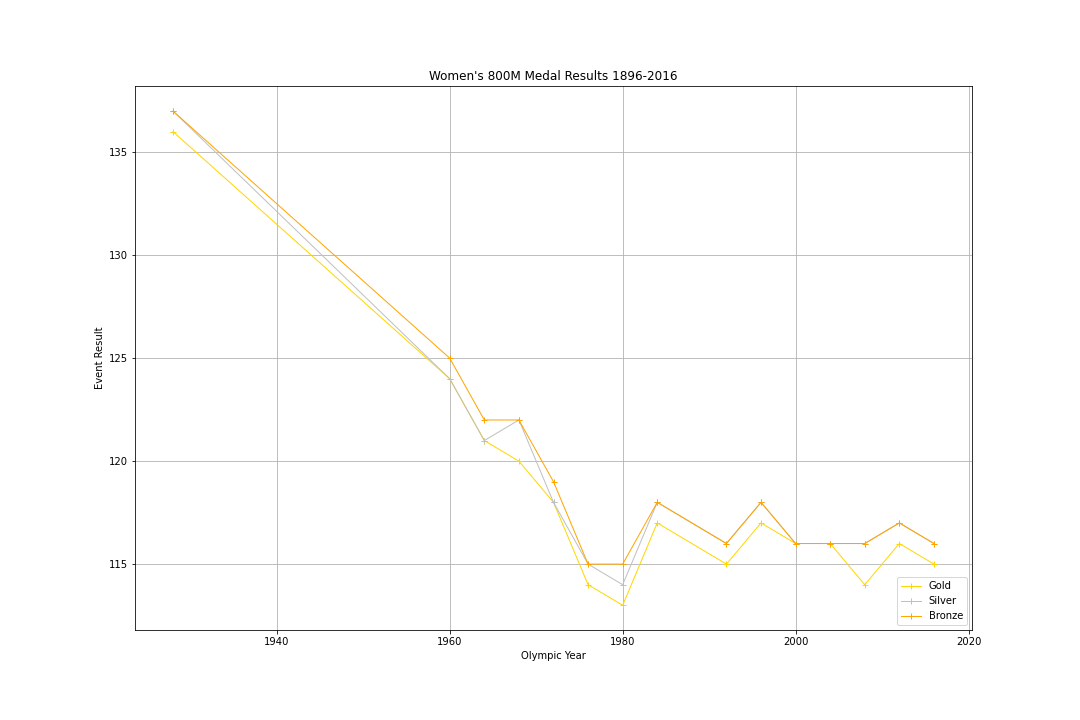 Women's 800M Medal Results 1896-2016
Event Result
135
130
125
120
115
1940
1960
1980
2000
2020
Olympic Year
Gold
Silver
Bronze